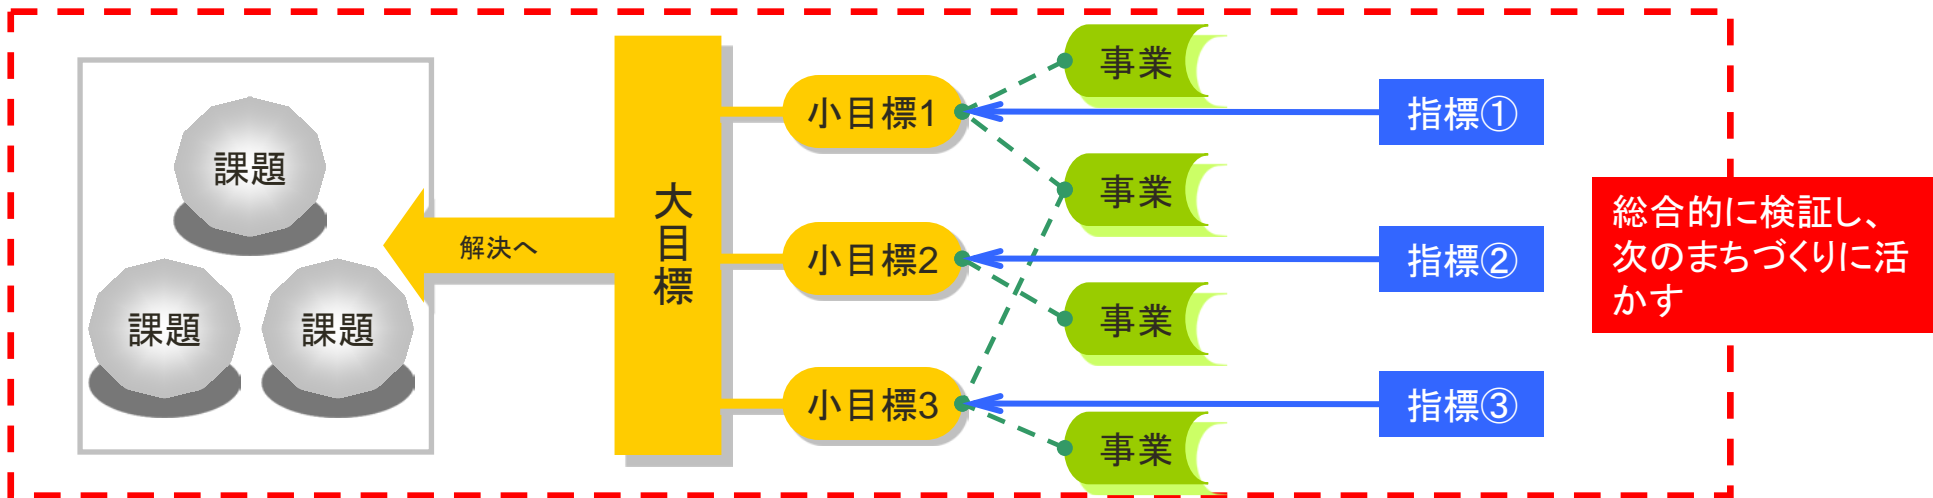 課題
課題
課題
解決へ
大目標
小目標1
小目標2
小目標3
事業
事業
事業
事業
指標①
指標②
指標③
総合的に検証し、
次のまちづくりに活
かす